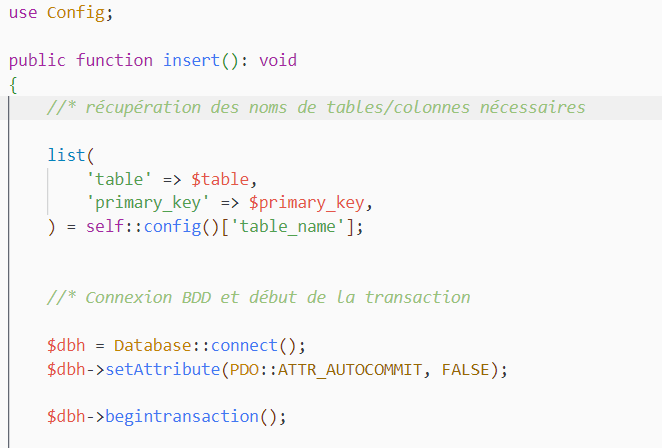 use Config;
public function insert(): void
{
//* récupération des noms de tables/colonnes nécessaires
list(
'table' => $table,
'primary_key' => $primary_key,
) = self::config()['table_name'];
//* Connexion BDD et début de la transaction
$dbh = Database::connect();
$dbh->setAttribute(PDO::ATTR_AUTOCOMMIT, FALSE);
$dbh->begintransaction();